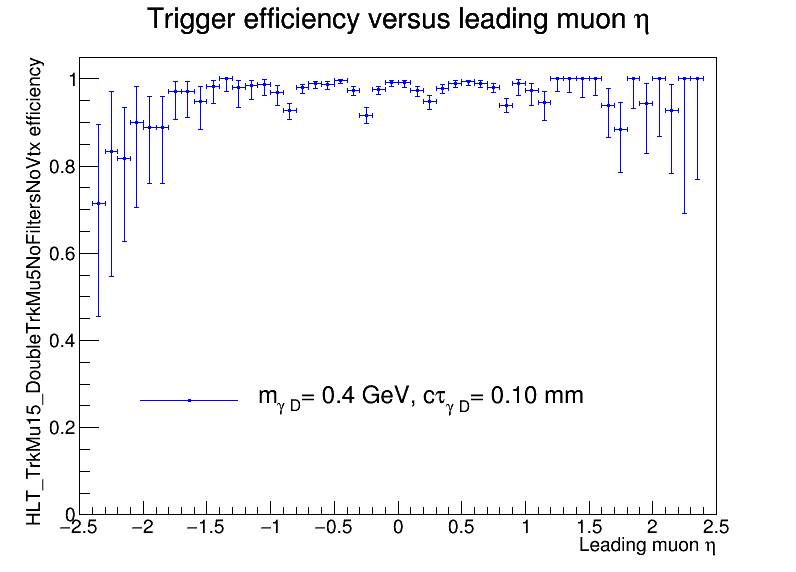 Trigger efficiency versus leading muon η
HLT_TrkMu15_DoubleTrkMu5NoFiltersNoVtx efficiency
1
0.8
0.6
0.4
0.2
0
m_γ D= 0.4 GeV, cτ_γ D= 0.10 mm
−2.5 −2 −1.5 −1 −0.5 0 0.5 1 1.5 2 2.5
Leading muon η